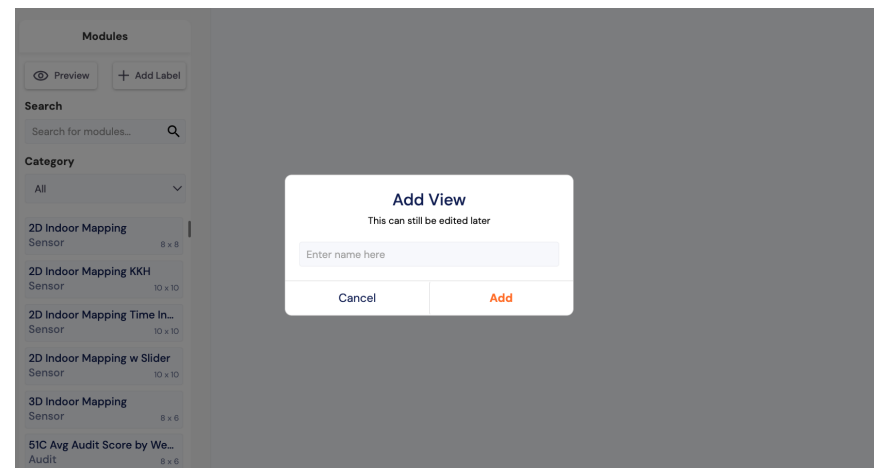 Modules
Preview
Add Label
Search
Search for modules...
Category
All
2D Indoor Mapping
Sensor
8 x 8
2D Indoor Mapping KKH
Sensor
10 x 10
2D Indoor Mapping Time In...
Sensor
10 x 10
2D Indoor Mapping w Slider
Sensor
10 x 10
3D Indoor Mapping
Sensor
8 x 6
51C Avg Audit Score by We...
Audit
8 x 6
Add View
This can still be edited later
Enter name here
Cancel
Add